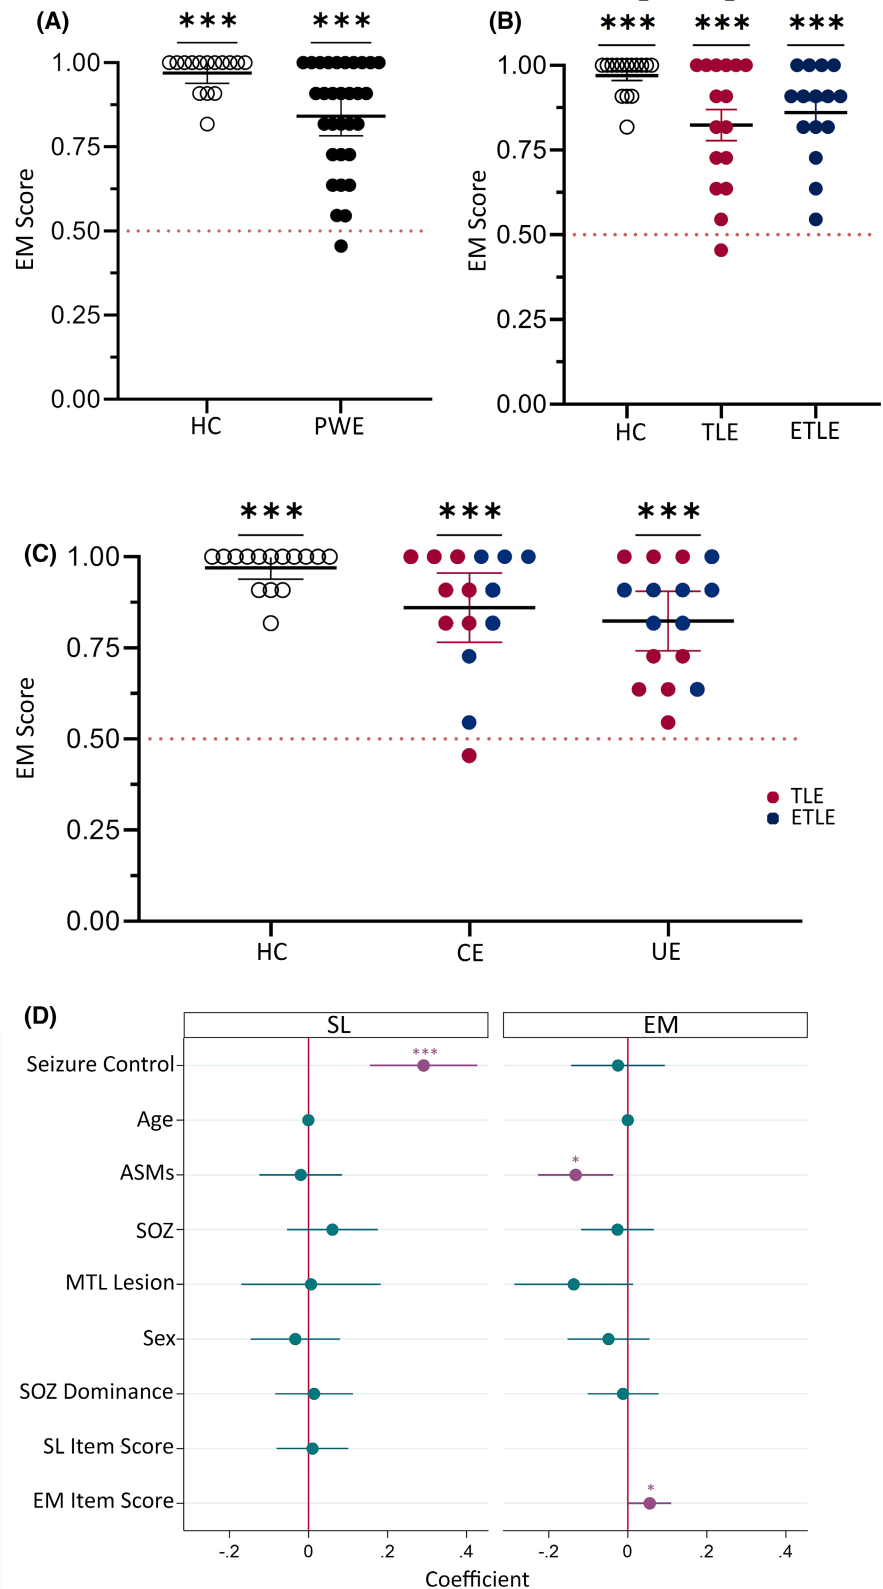 (A) *** ***
1.00
0.75
0.50
0.25
0.00
EM Score
HC PWE
(B) *** *** ***
1.00
0.75
0.50
0.25
0.00
EM Score
HC TLE ETLE
(C) *** *** ***
1.00
0.75
0.50
0.25
0.00
EM Score
TLE
ETLE
HC CE UE
(D)
SL EM
Seizure Control ***
Age
ASMs *
SOZ
MTL Lesion
Sex
SOZ Dominance
SL Item Score
EM Item Score *
-.2 0 .2 .4 -.2 0 .2 .4
Coefficient